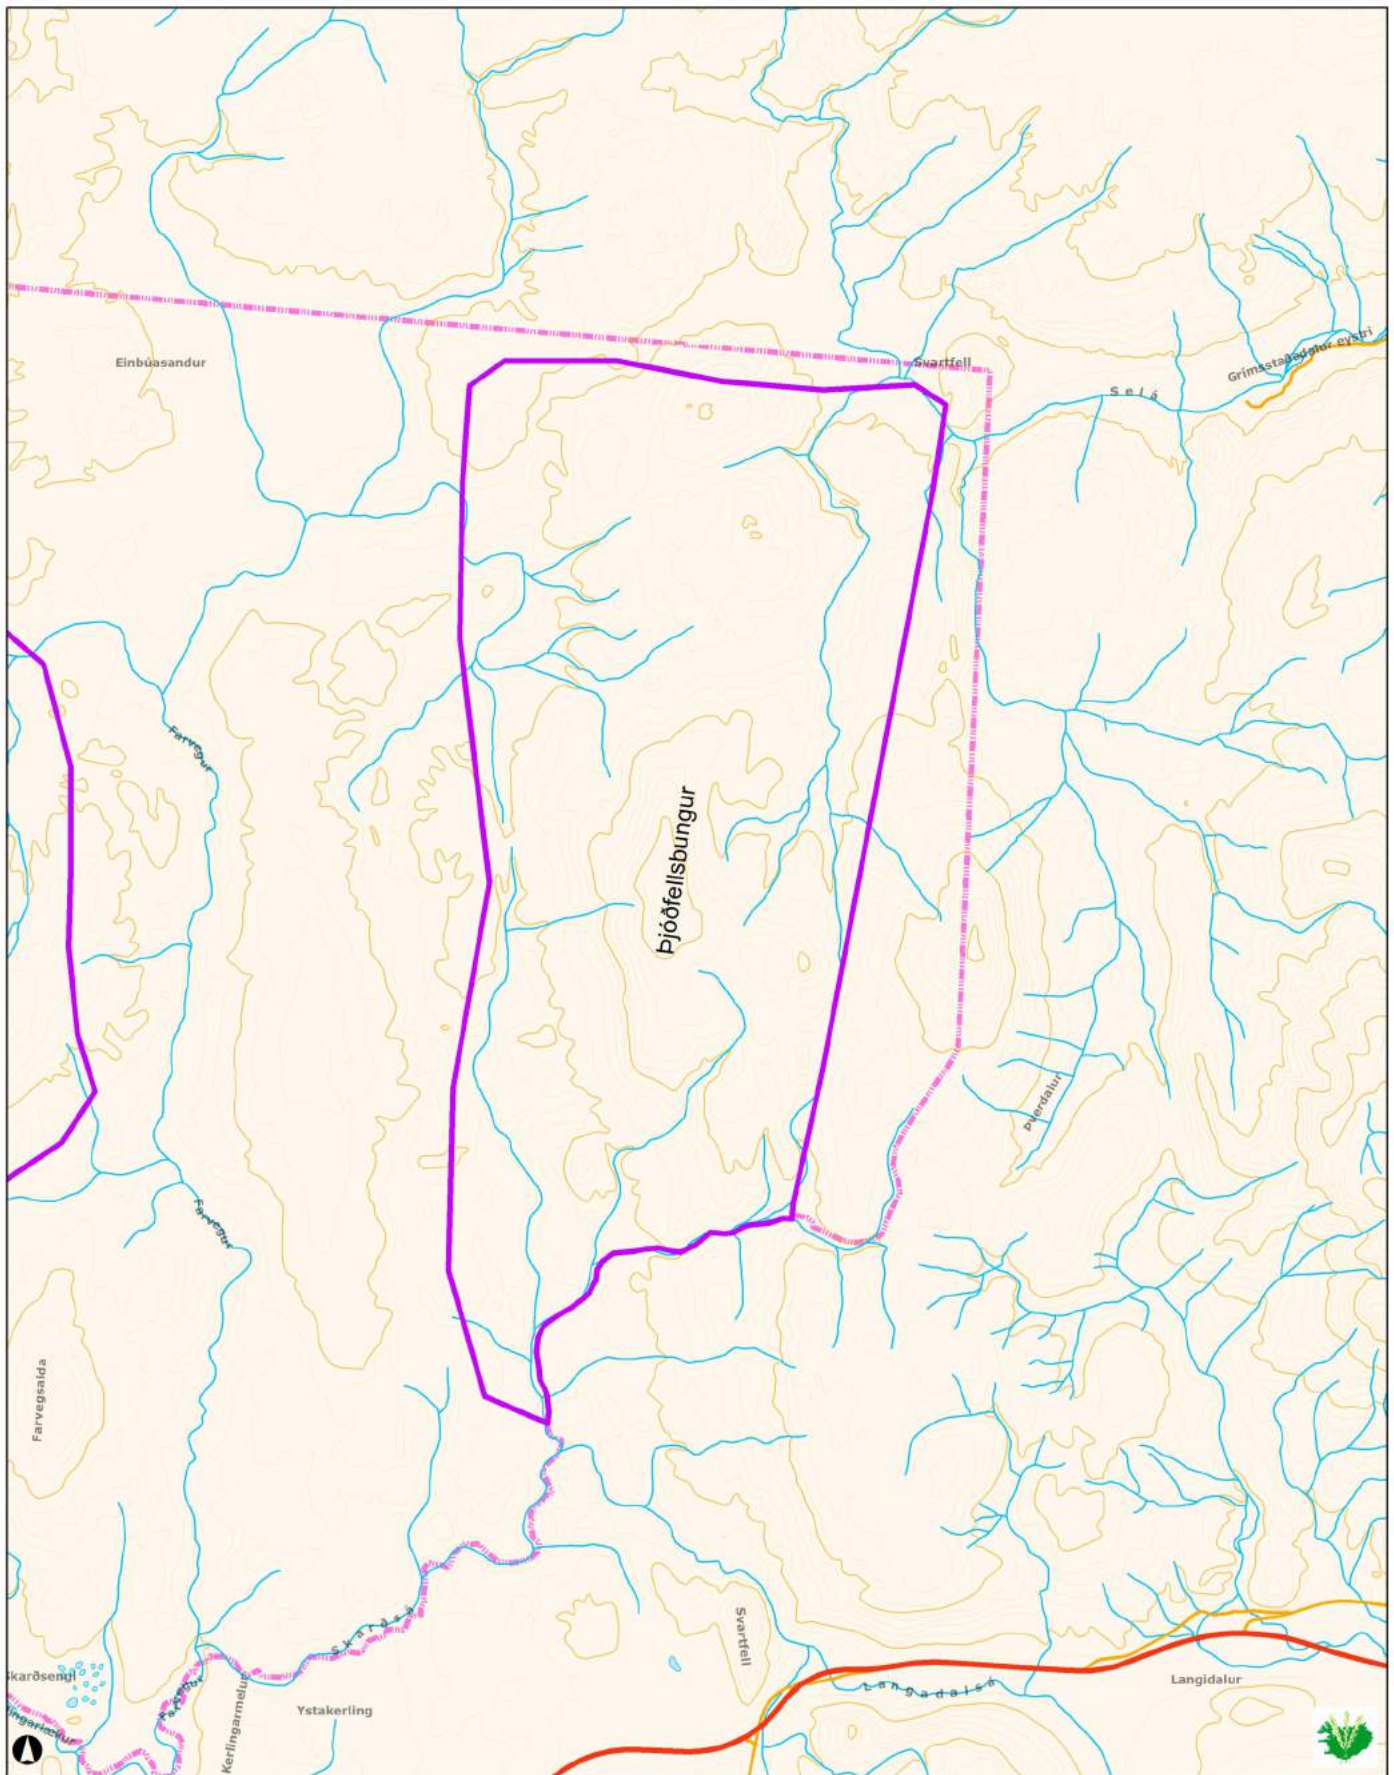 Einbúasandur
Svartfell
Grímsstaðadalur eystri
Selá
Farvegur
Þjóðfellsbungur
Þverdalur
Farvegur
Farvegsalda
Svartfell
Skarðsá
Skarðsengi
Farvegur
Kerlingarmelur
Ystakerling
Langadalsá
Langidalur